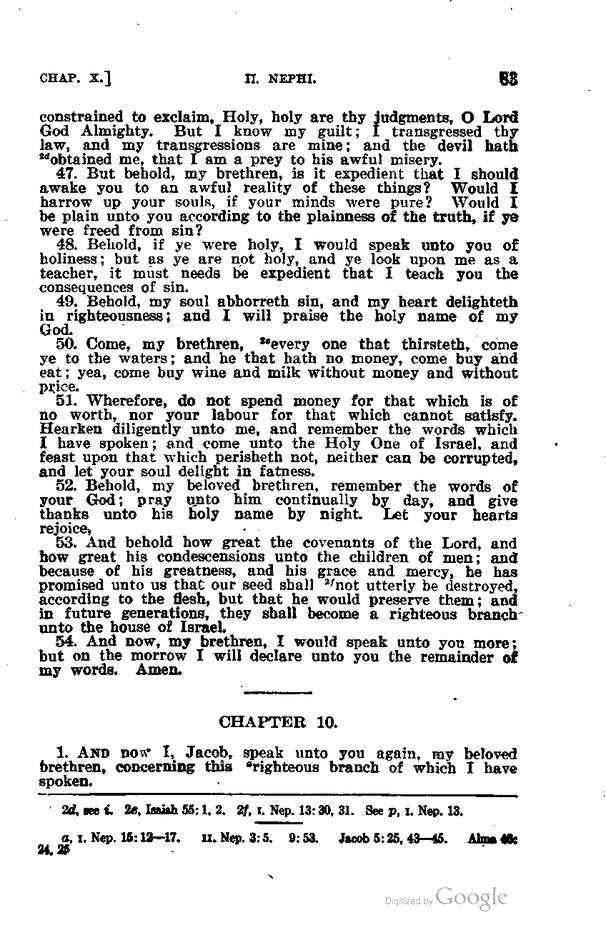 CHAP. X.] II. NEPHI. 83
constrained to exclaim, Holy, holy are thy judgments, O Lord
God Almighty. But I know my guilt; I transgressed thy
law, and my transgressions are mine; and the devil hath
2dobtained me, that I am a prey to his awful misery.
47. But behold, my brethren, is it expedient that I should
awake you to an awful reality of these things? Would I
harrow up your souls, if your minds were pure? Would I
be plain unto you according to the plainness of the truth, if ye
were freed from sin?
48. Behold, if ye were holy, I would speak unto you of
holiness; but as ye are not holy, and ye look upon me as a
teacher, it must needs be expedient that I teach you the
consequences of sin.
49. Behold, my soul abhorreth sin, and my heart delighteth
in righteousness; and I will praise the holy name of my
God.
50. Come, my brethren, 2eevery one that thirsteth, come
ye to the waters; and he that hath no money, come buy and
eat; yea, come buy wine and milk without money and without
price.
51. Wherefore, do not spend money for that which is of
no worth, nor your labour for that which cannot satisfy.
Hearken diligently unto me, and remember the words which
I have spoken; and come unto the Holy One of Israel, and
feast upon that which perisheth not, neither can be corrupted,
and let your soul delight in fatness.
52. Behold, my beloved brethren, remember the words of
your God; pray unto him continually by day, and give
thanks unto his holy name by night. Let your hearts
rejoice,
53. And behold how great the covenants of the Lord, and
how great his condescensions unto the children of men; and
because of his greatness, and his grace and mercy, he has
promised unto us that our seed shall 2fnot utterly be destroyed,
according to the flesh, but that he would preserve them; and
in future generations, they shall become a righteous branch
unto the house of Israel.
54. And now, my brethren, I would speak unto you more;
but on the morrow I will declare unto you the remainder of
my words. Amen.
CHAPTER 10.
1. AND now I, Jacob, speak unto you again, my beloved
brethren, concerning this arighteous branch of which I have
spoken.
2d, see i. 2e, Isaiah 55:1, 2. 2f, I. Nep. 13:30, 31. See p, I. Nep. 13.
a, I. Nep. 15:12—17. II. Nep. 3:5. 9:53. Jacob 5:25, 43—45. Alma 46:
24, 25
Digitized by Google